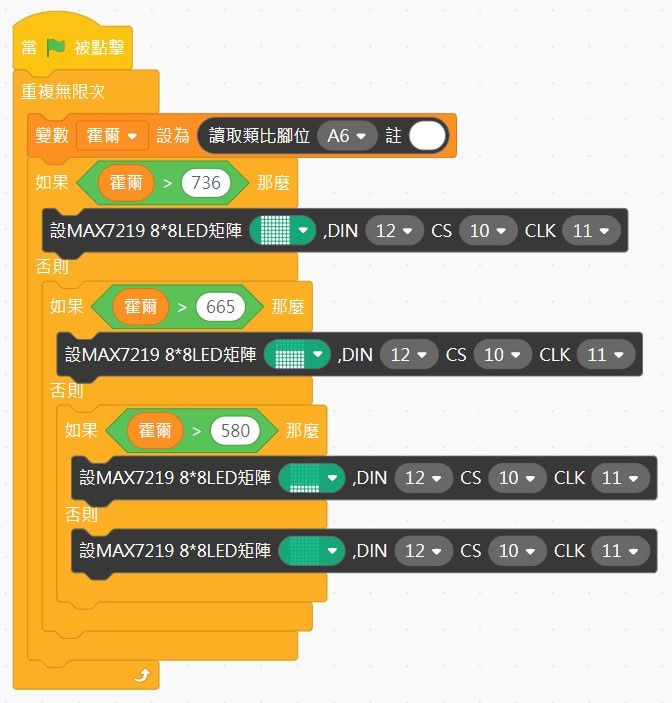 當 被點擊
重複無限次
變數 霍爾 設為 讀取類比腳位 A6 註
如果 霍爾 > 736 那麼
設MAX7219 8*8LED矩陣 ,DIN 12 CS 10 CLK 11
否則
如果 霍爾 > 665 那麼
設MAX7219 8*8LED矩陣 ,DIN 12 CS 10 CLK 11
否則
如果 霍爾 > 580 那麼
設MAX7219 8*8LED矩陣 ,DIN 12 CS 10 CLK 11
否則
設MAX7219 8*8LED矩陣 ,DIN 12 CS 10 CLK 11